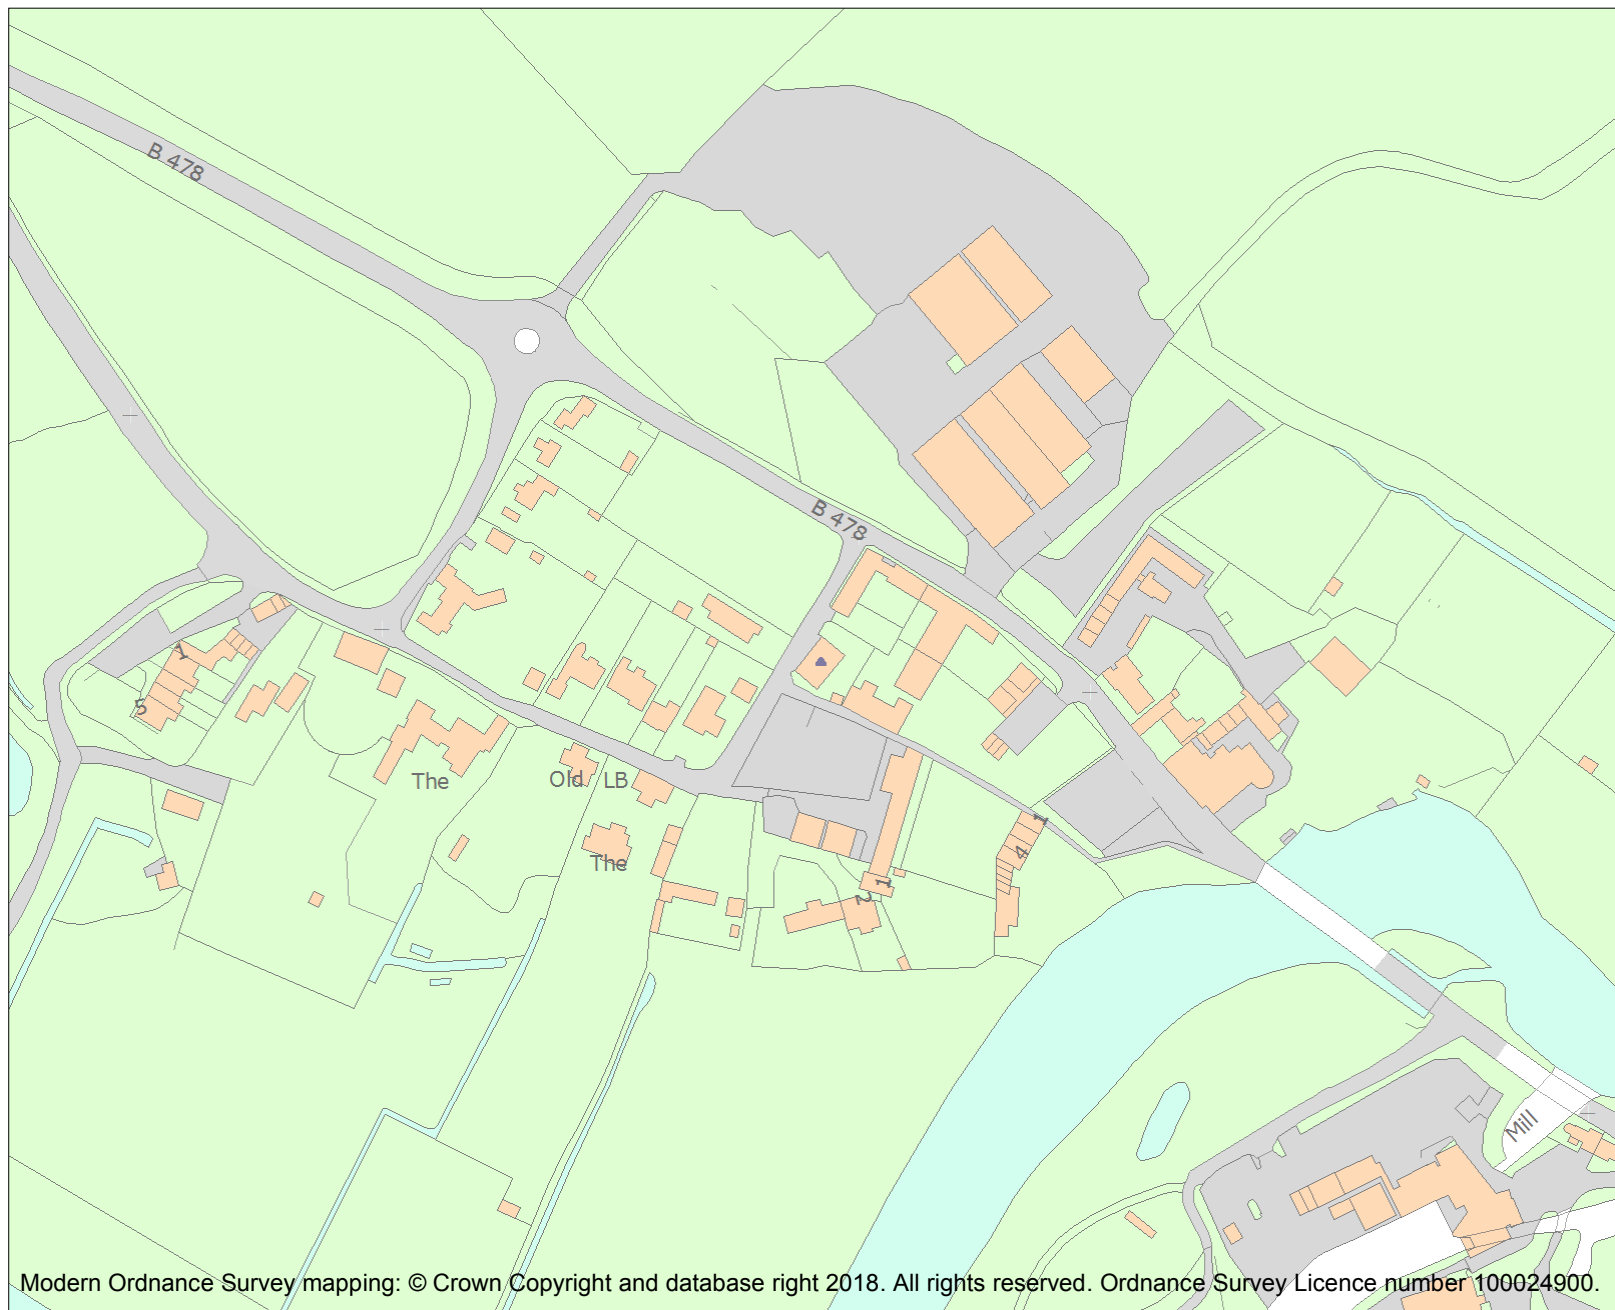 B 478
B 478
1
5
The
Old
LB
The
1
4
1
2
Mill
Modern Ordnance Survey mapping: © Crown Copyright and database right 2018. All rights reserved. Ordnance Survey Licence number 100024900.